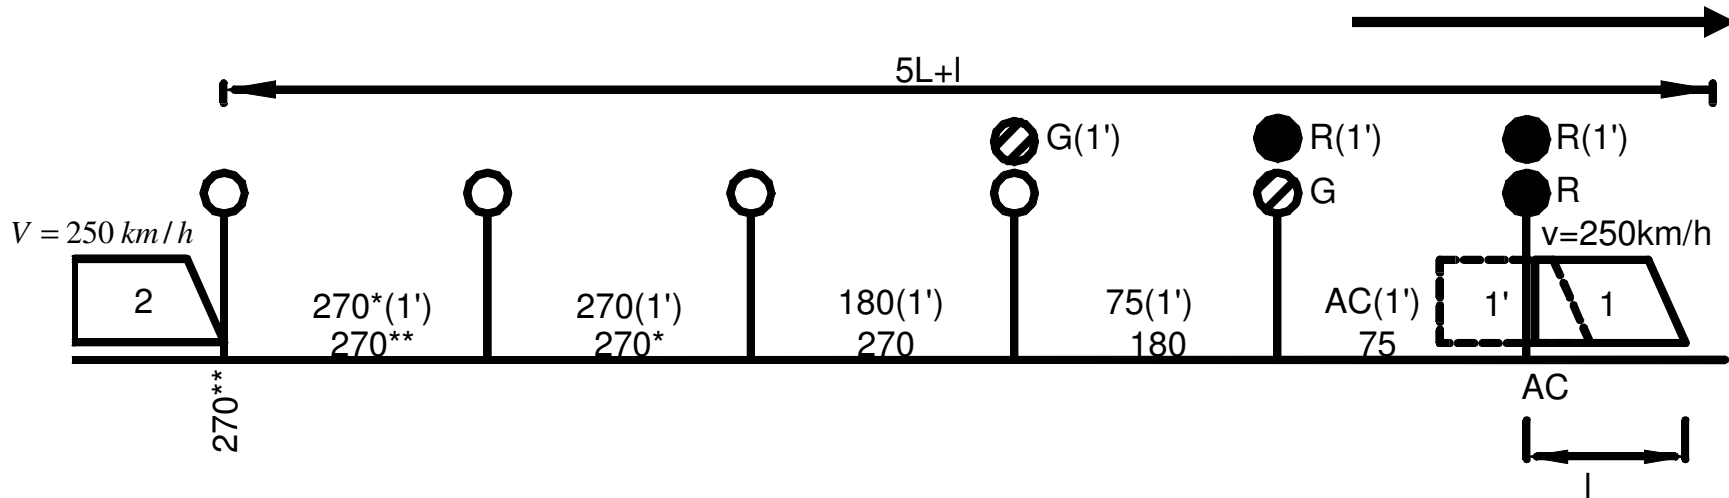 5L+l
G(1') R(1') R(1')
G R
V = 250 km/h v=250km/h
2 270*(1') 270(1') 180(1') 75(1') AC(1') 1' 1
270** 270* 270 180 75
270** AC
l